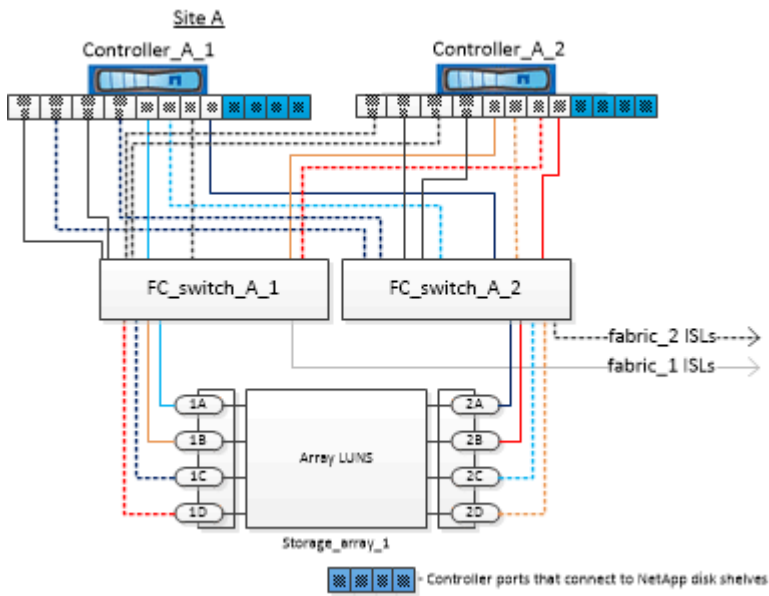 Site A
Controller_A_1
Controller_A_2
FC_switch_A_1
FC_switch_A_2
fabric_2 ISLs
fabric_1 ISLs
1A
2A
1B
2B
Array LUNS
1C
2C
1D
2D
Storage_array_1
- Controller ports that connect to NetApp disk shelves